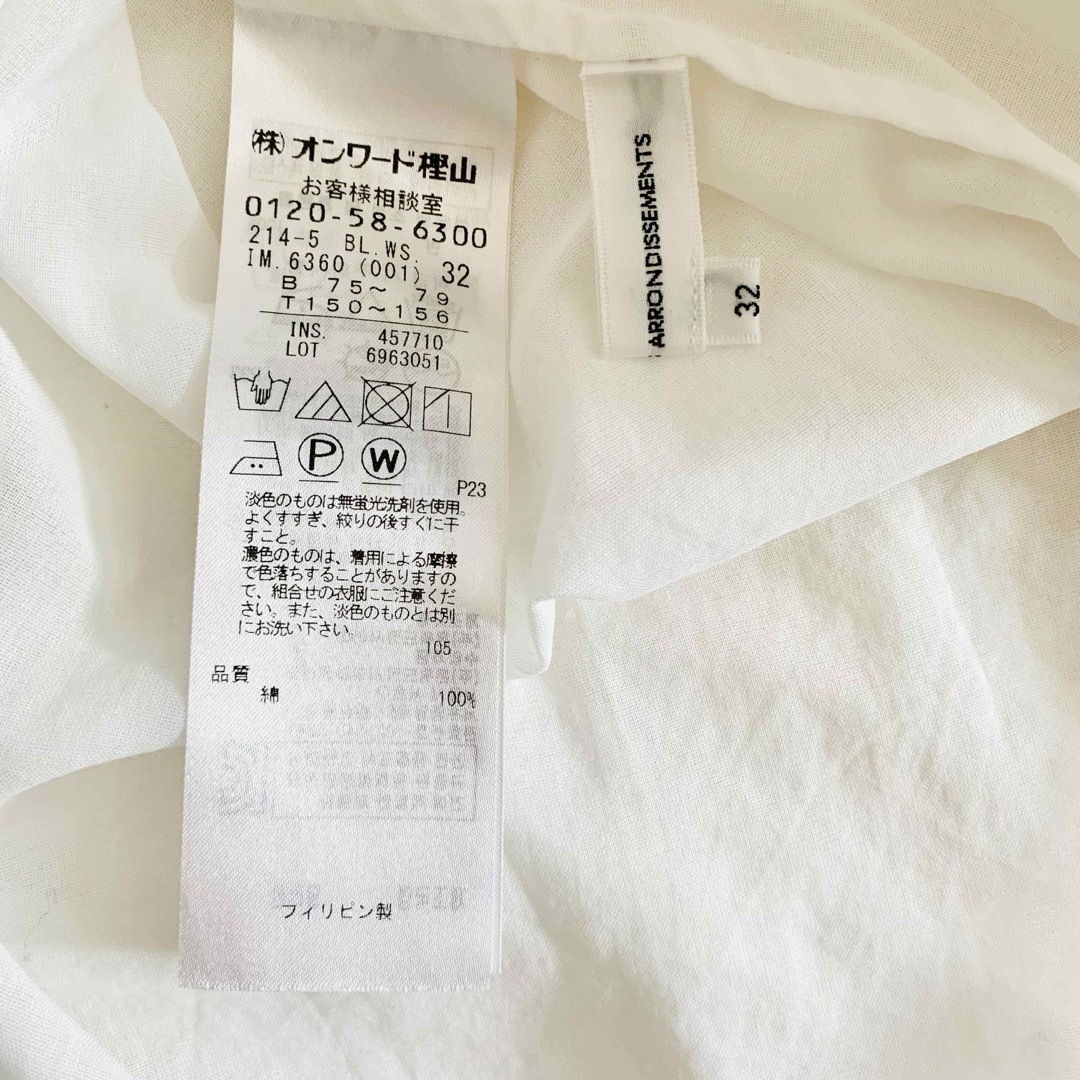 (株)オンワード樫山
お客様相談室
0120-58-6300
214-5 BL.WS.
IM.6360 (001) 32
B 75～ 79
T150～156
INS. 457710
LOT 6963051
P
W
P23
淡色のものは無蛍光洗剤を使用。
よくすすぎ、絞りの後すぐに干
すこと。
濃色のものは、着用による摩擦
で色落ちすることがありますの
で、組合せの衣服にご注意くだ
さい。また、淡色のものとは別
にお洗い下さい。
105
品質
綿 100%
フィリピン製
ARRONDISSEMENTS
32